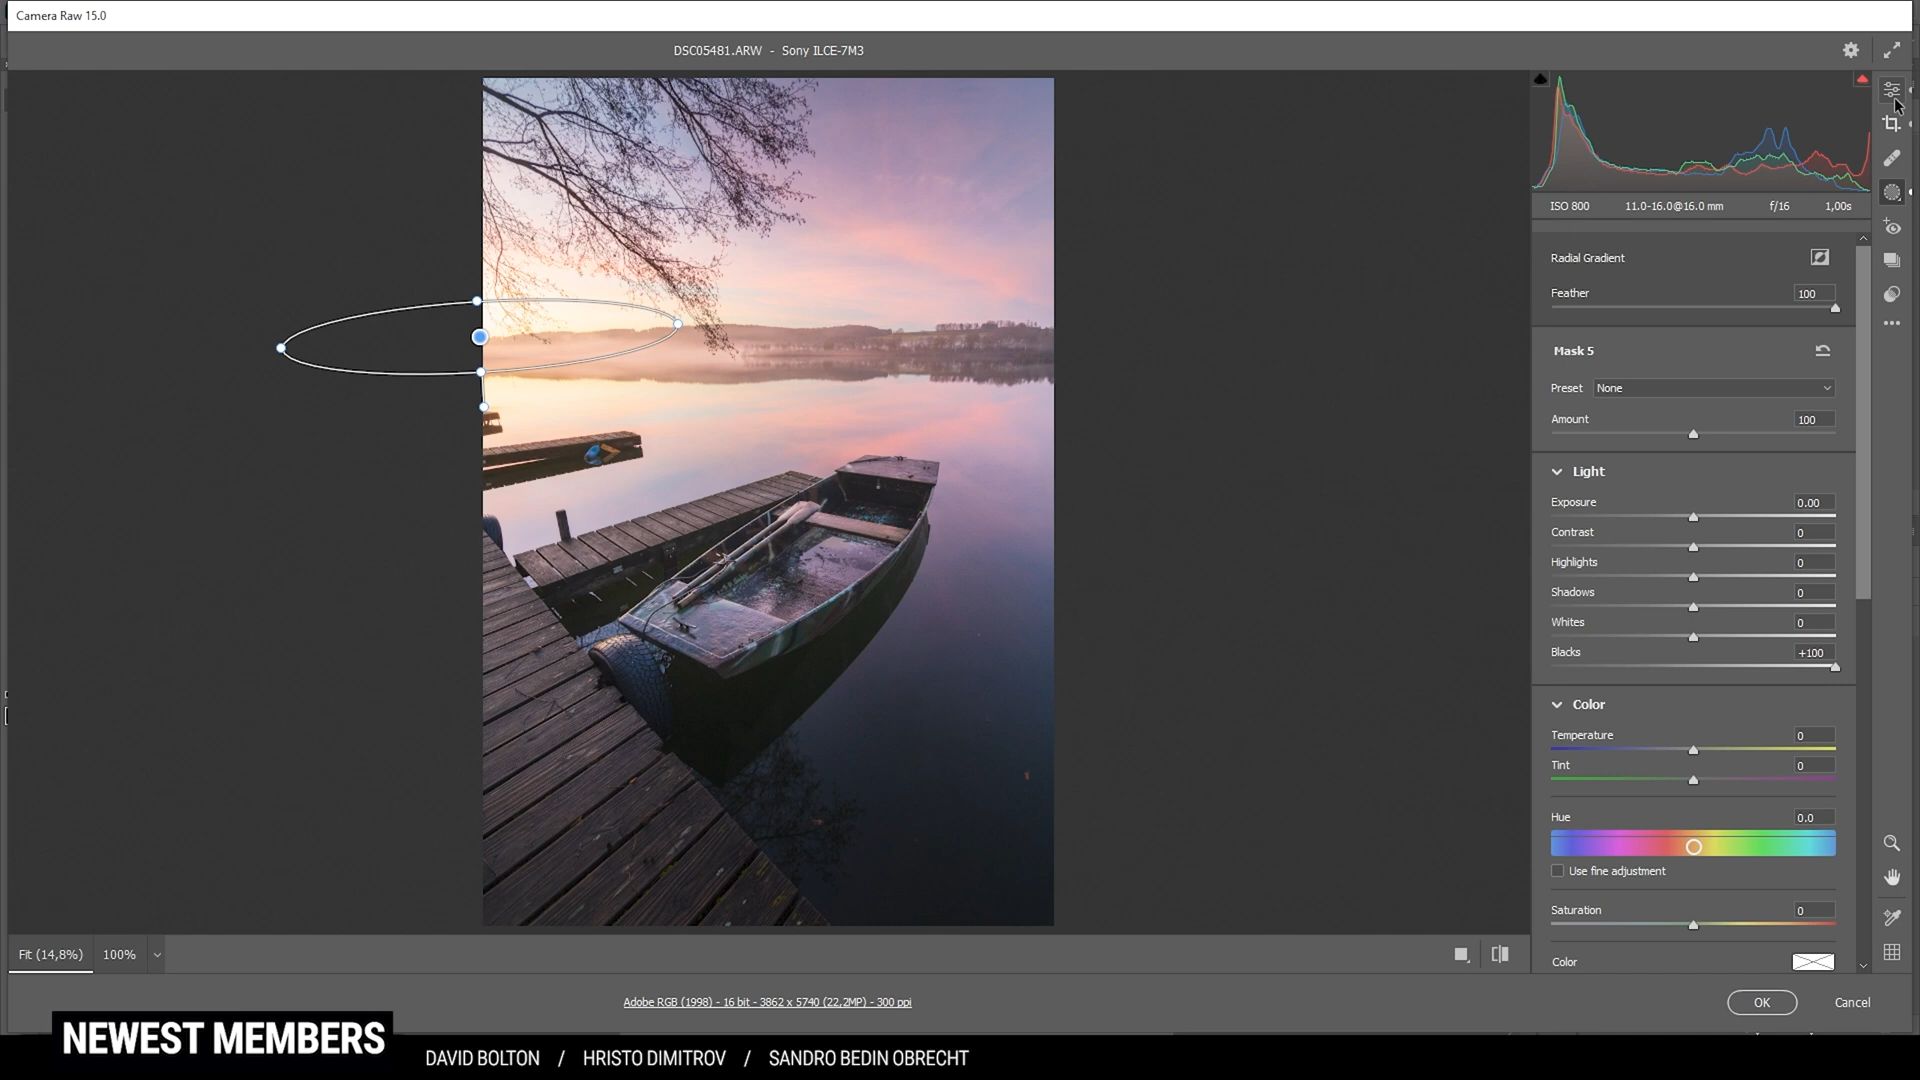 Camera Raw 15.0
DSC05481.ARW - Sony ILCE-7M3
ISO 800 11.0-16.0@16.0 mm f/16 1,00s
Radial Gradient
Feather 100
Mask 5
Preset None
Amount 100
Light
Exposure 0.00
Contrast 0
Highlights 0
Shadows 0
Whites 0
Blacks +100
Color
Temperature 0
Tint 0
Hue 0.0
Use fine adjustment
Saturation 0
Color
Fit (14,8%) 100%
Adobe RGB (1998) - 16 bit - 3862 x 5740 (22,2MP) - 300 ppi
OK Cancel
NEWEST MEMBERS
DAVID BOLTON / HRISTO DIMITROV / SANDRO BEDIN OBRECHT